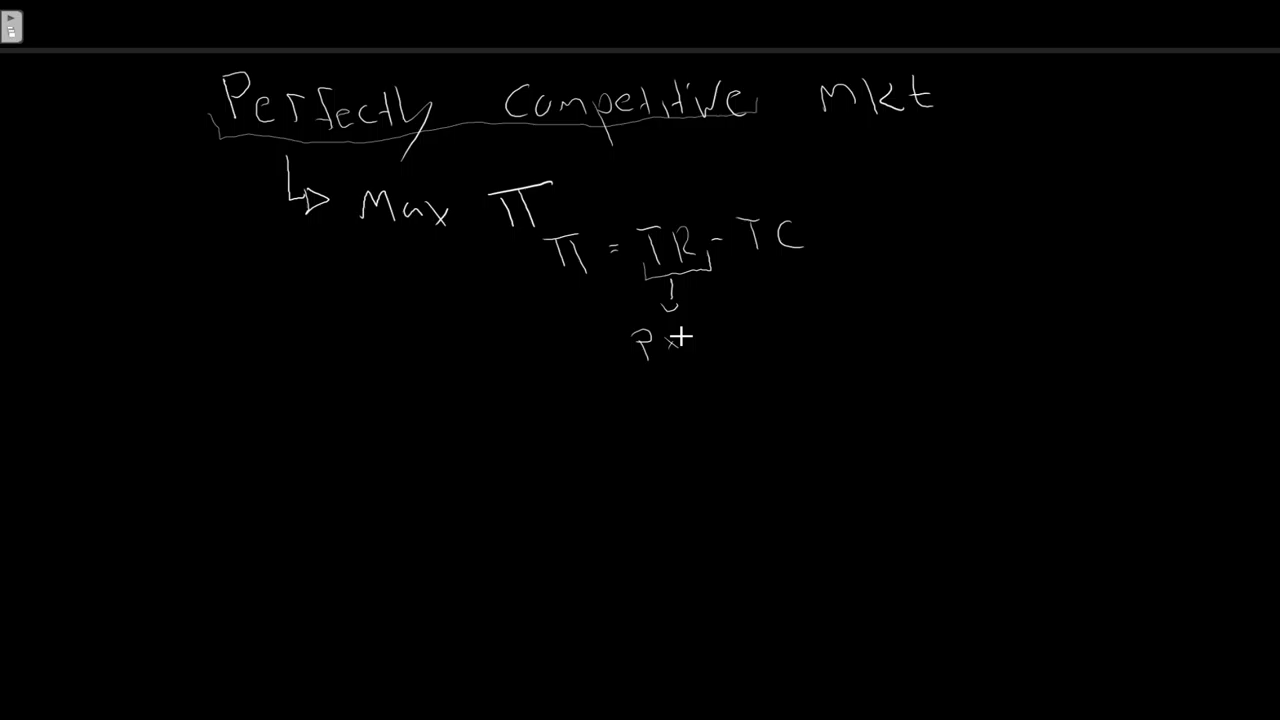 Perfectly Competitive mkt
Max π
π = TR - TC
P x